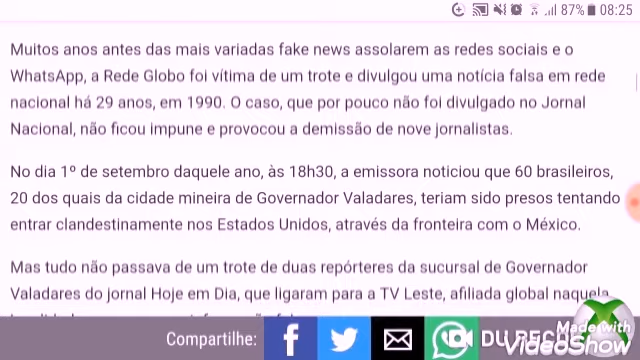 87% 08:25
Muitos anos antes das mais variadas fake news assolarem as redes sociais e o
WhatsApp, a Rede Globo foi vítima de um trote e divulgou uma notícia falsa em rede
nacional há 29 anos, em 1990. O caso, que por pouco não foi divulgado no Jornal
Nacional, não ficou impune e provocou a demissão de nove jornalistas.
No dia 1º de setembro daquele ano, às 18h30, a emissora noticiou que 60 brasileiros,
20 dos quais da cidade mineira de Governador Valadares, teriam sido presos tentando
entrar clandestinamente nos Estados Unidos, através da fronteira com o México.
Mas tudo não passava de um trote de duas repórteres da sucursal de Governador
Valadares do jornal Hoje em Dia, que ligaram para a TV Leste, afiliada global naquela
Compartilhe:
DU RECOR
Made with
VideoShow